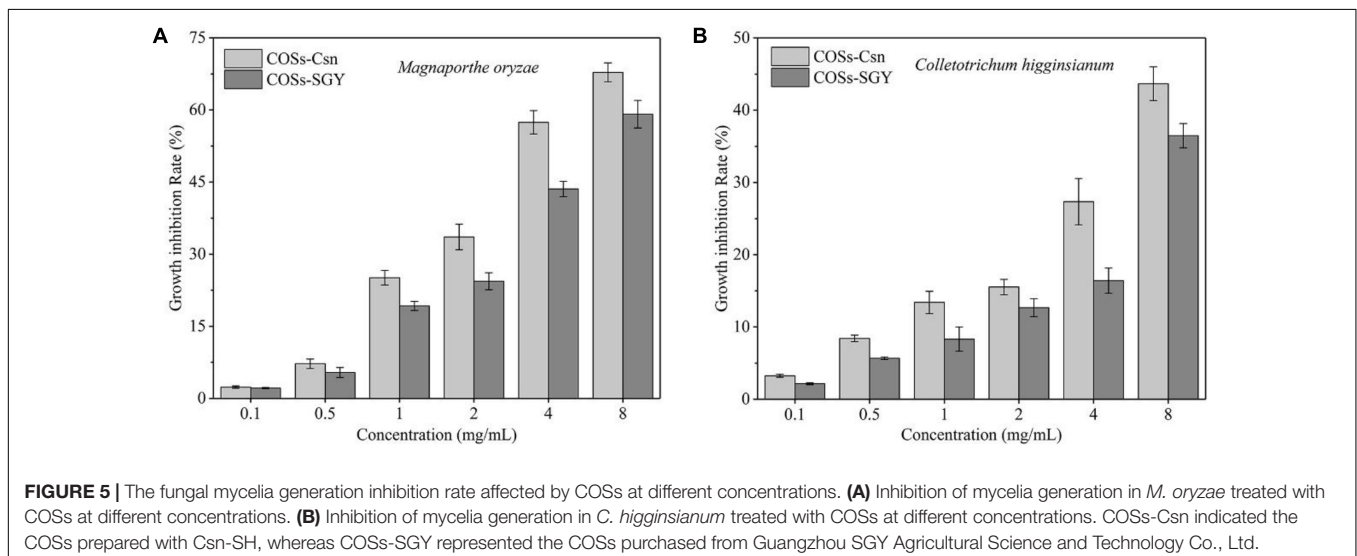 A
COSs-Csn
COSs-SGY
Magnaporthe oryzae
75
60
45
30
15
0
Growth inhibition Rate (%)
0.1 0.5 1 2 4 8
Concentration (mg/mL)
B
COSs-Csn
COSs-SGY
Colletotrichum higginsianum
50
40
30
20
10
0
Growth inhibition Rate (%)
0.1 0.5 1 2 4 8
Concentration (mg/mL)
FIGURE 5 | The fungal mycelia generation inhibition rate affected by COSs at different concentrations. (A) Inhibition of mycelia generation in M. oryzae treated with
COSs at different concentrations. (B) Inhibition of mycelia generation in C. higginsianum treated with COSs at different concentrations. COSs-Csn indicated the
COSs prepared with Csn-SH, whereas COSs-SGY represented the COSs purchased from Guangzhou SGY Agricultural Science and Technology Co., Ltd.